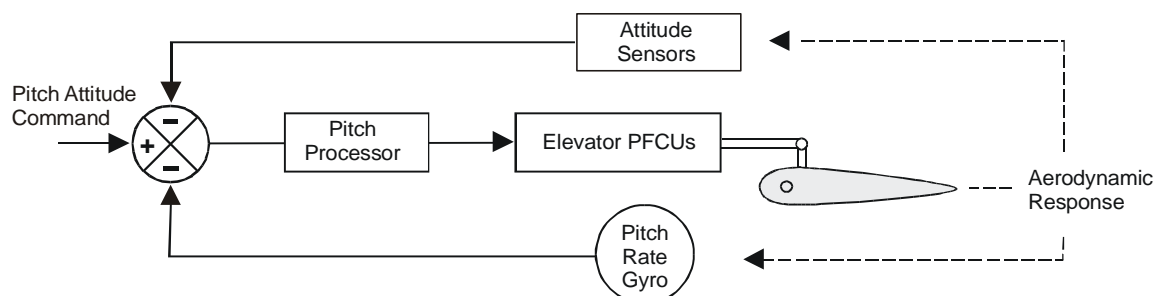 Attitude
Sensors
Pitch Attitude
Command
−
+
−
Pitch
Processor
Elevator PFCUs
Aerodynamic
Response
Pitch
Rate
Gyro